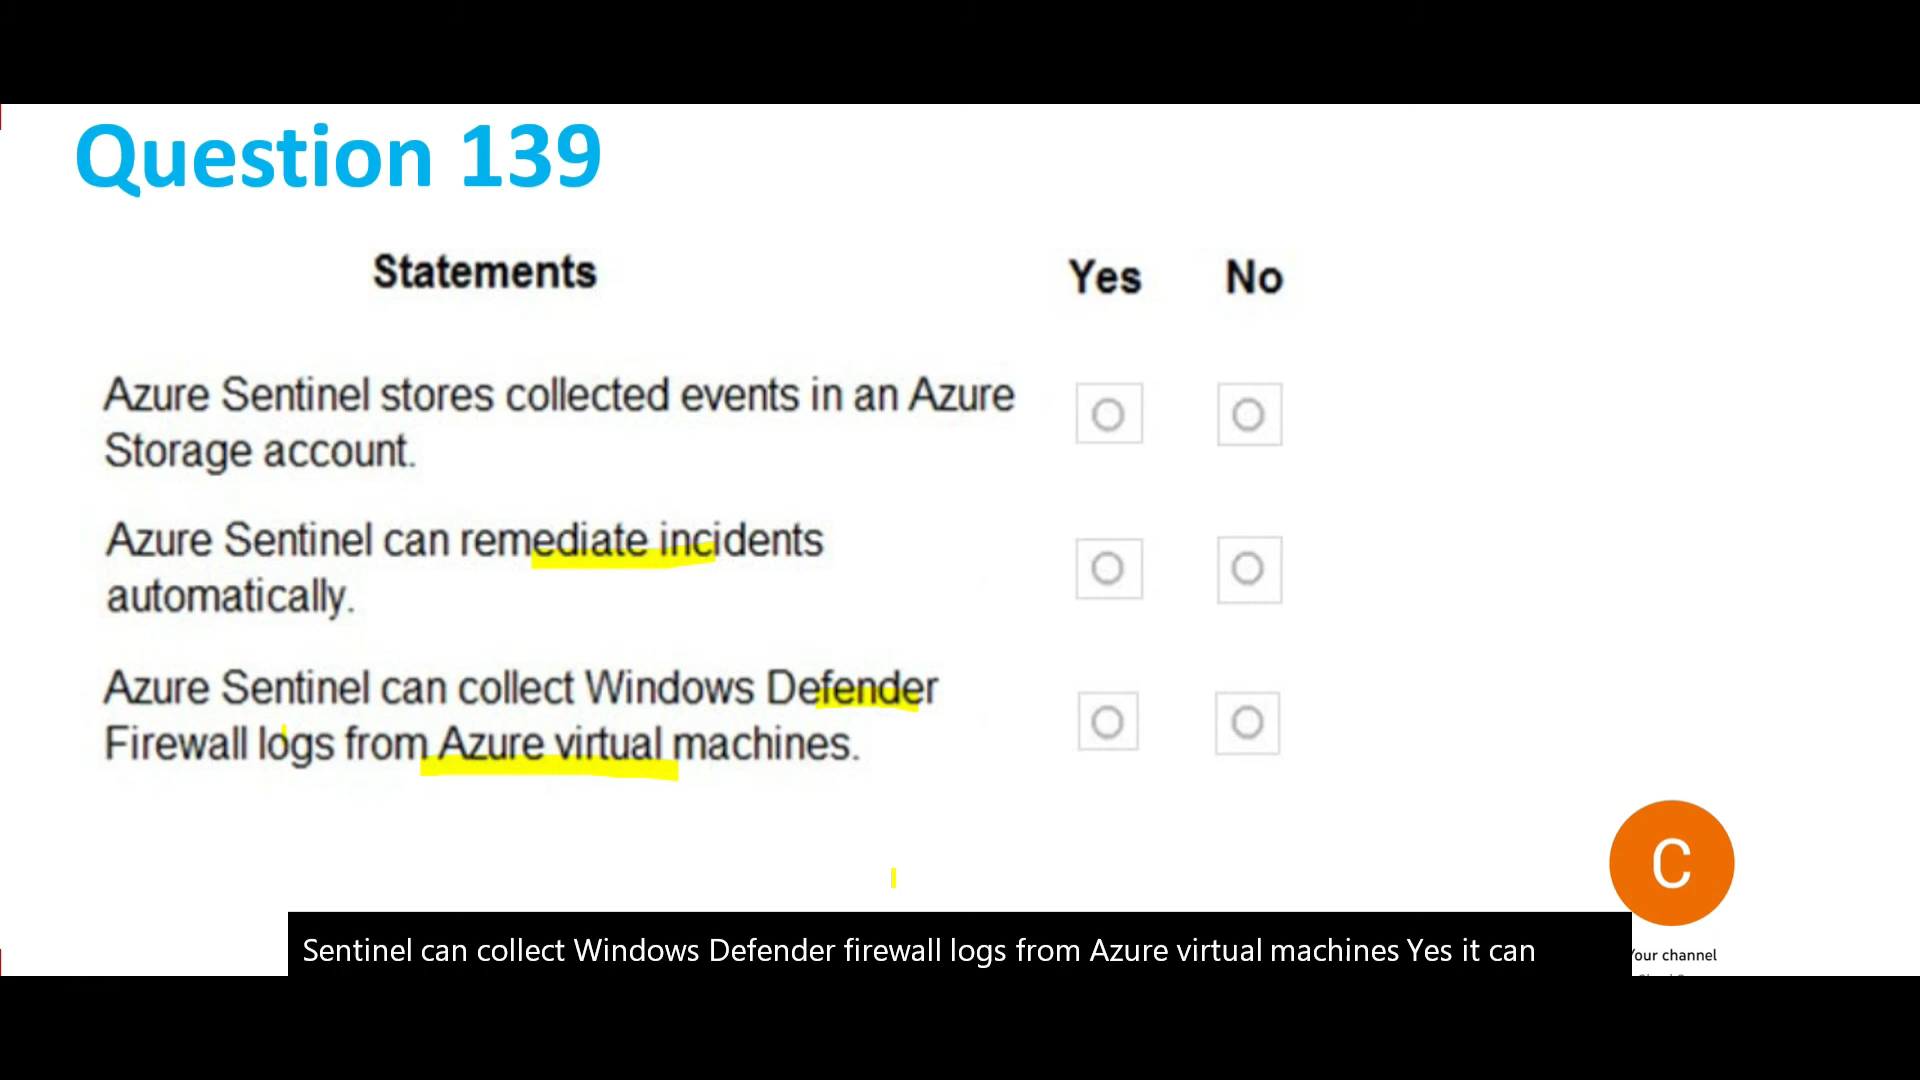 Question 139
Statements Yes No
Azure Sentinel stores collected events in an Azure
Storage account.
Azure Sentinel can remediate incidents
automatically.
Azure Sentinel can collect Windows Defender
Firewall logs from Azure virtual machines.
C
Sentinel can collect Windows Defender firewall logs from Azure virtual machines Yes it can
Your channel